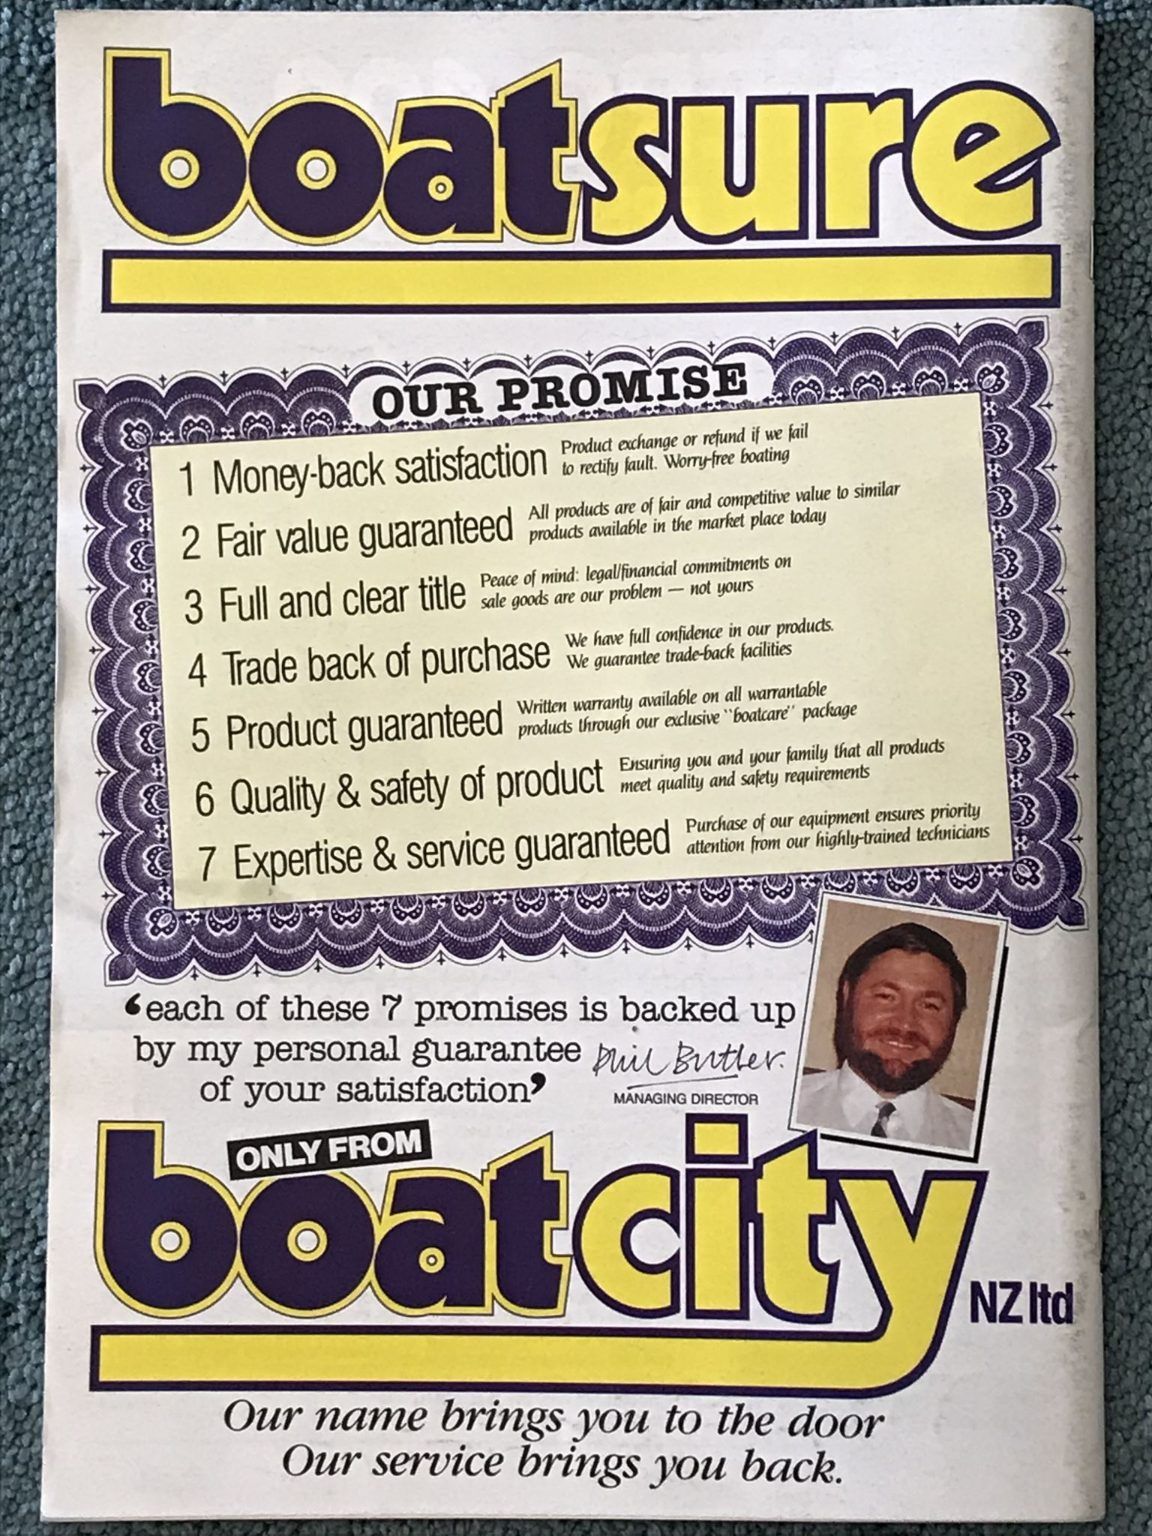 boatsure
OUR PROMISE
1 Money-back satisfaction Product exchange or refund if we fail
to rectify fault. Worry-free boating
2 Fair value guaranteed All products are of fair and competitive value to similar
products available in the market place today
3 Full and clear title Peace of mind: legal/financial commitments on
sale goods are our problem — not yours
4 Trade back of purchase We have full confidence in our products.
We guarantee trade-back facilities
5 Product guaranteed Written warranty available on all warrantable
products through our exclusive "boatcare" package
6 Quality & safety of product Ensuring you and your family that all products
meet quality and safety requirements
7 Expertise & service guaranteed Purchase of our equipment ensures priority
attention from our highly-trained technicians
‘each of these 7 promises is backed up
by my personal guarantee Phil Butler.
of your satisfaction’ MANAGING DIRECTOR
ONLY FROM
boatcity NZ ltd
Our name brings you to the door
Our service brings you back.